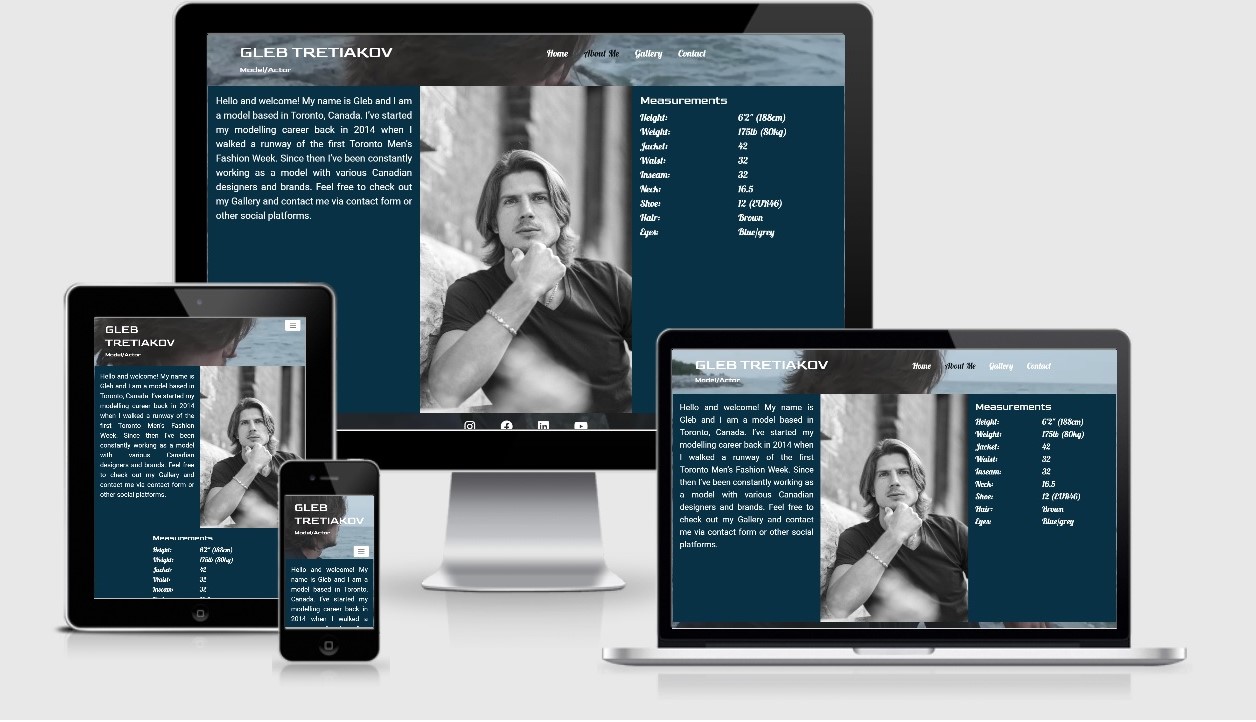 GLEB TRETIAKOV
Model/Actor
Home About Me Gallery Contact
Hello and welcome! My name is Gleb and I am
a model based in Toronto, Canada. I've started
my modelling career back in 2014 when I
walked a runway of the first Toronto Men's
Fashion Week. Since then I've been constantly
working as a model with various Canadian
designers and brands. Feel free to check out
my Gallery and contact me via contact form or
other social platforms.
Measurements
Height: 6'2" (188cm)
Weight: 175lb (80kg)
Jacket: 42
Waist: 32
Inseam: 32
Neck: 16.5
Shoe: 12 (EUR46)
Hair: Brown
Eyes: Blue/grey
GLEB
TRETIAKOV
Model/Actor
Hello and welcome! My name is
Gleb and I am a model based in
Toronto, Canada. I've started my
modelling career back in 2014
when I walked a runway of the
first Toronto Men's Fashion
Week. Since then I've been
constantly working as a model
with various Canadian
designers and brands. Feel free
to check out my Gallery and
contact me via contact form or
other social platforms.
Measurements
Height: 6'2" (188cm)
Weight: 175lb (80kg)
Jacket: 42
Waist: 32
Inseam: 32
GLEB
TRETIAKOV
Model/Actor
Hello and welcome! My
name is Gleb and I am a
model based in Toronto,
Canada. I've started my
modelling career back in
2014 when I walked a
GLEB TRETIAKOV
Model/Actor
Home About Me Gallery Contact
Hello and welcome! My name is
Gleb and I am a model based in
Toronto, Canada. I've started my
modelling career back in 2014 when
I walked a runway of the first
Toronto Men's Fashion Week. Since
then I've been constantly working as
a model with various Canadian
designers and brands. Feel free to
check out my Gallery and contact
me via contact form or other social
platforms.
Measurements
Height: 6'2" (188cm)
Weight: 175lb (80kg)
Jacket: 42
Waist: 32
Inseam: 32
Neck: 16.5
Shoe: 12 (EUR46)
Hair: Brown
Eyes: Blue/grey